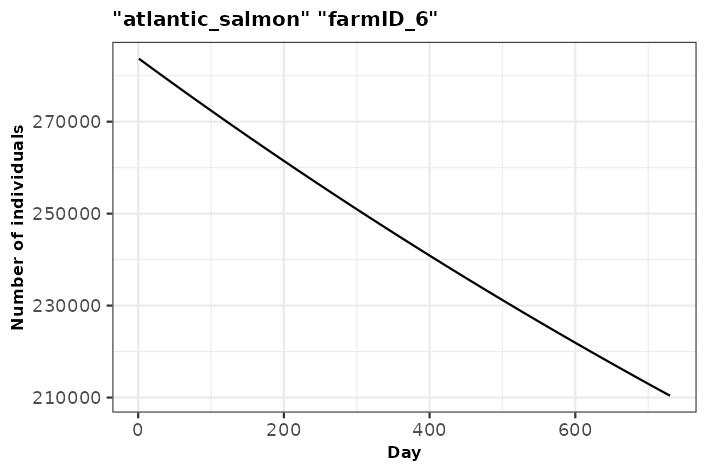 "atlantic_salmon" "farmID_6"
Number of individuals
270000
250000
230000
210000
0 200 400 600
Day